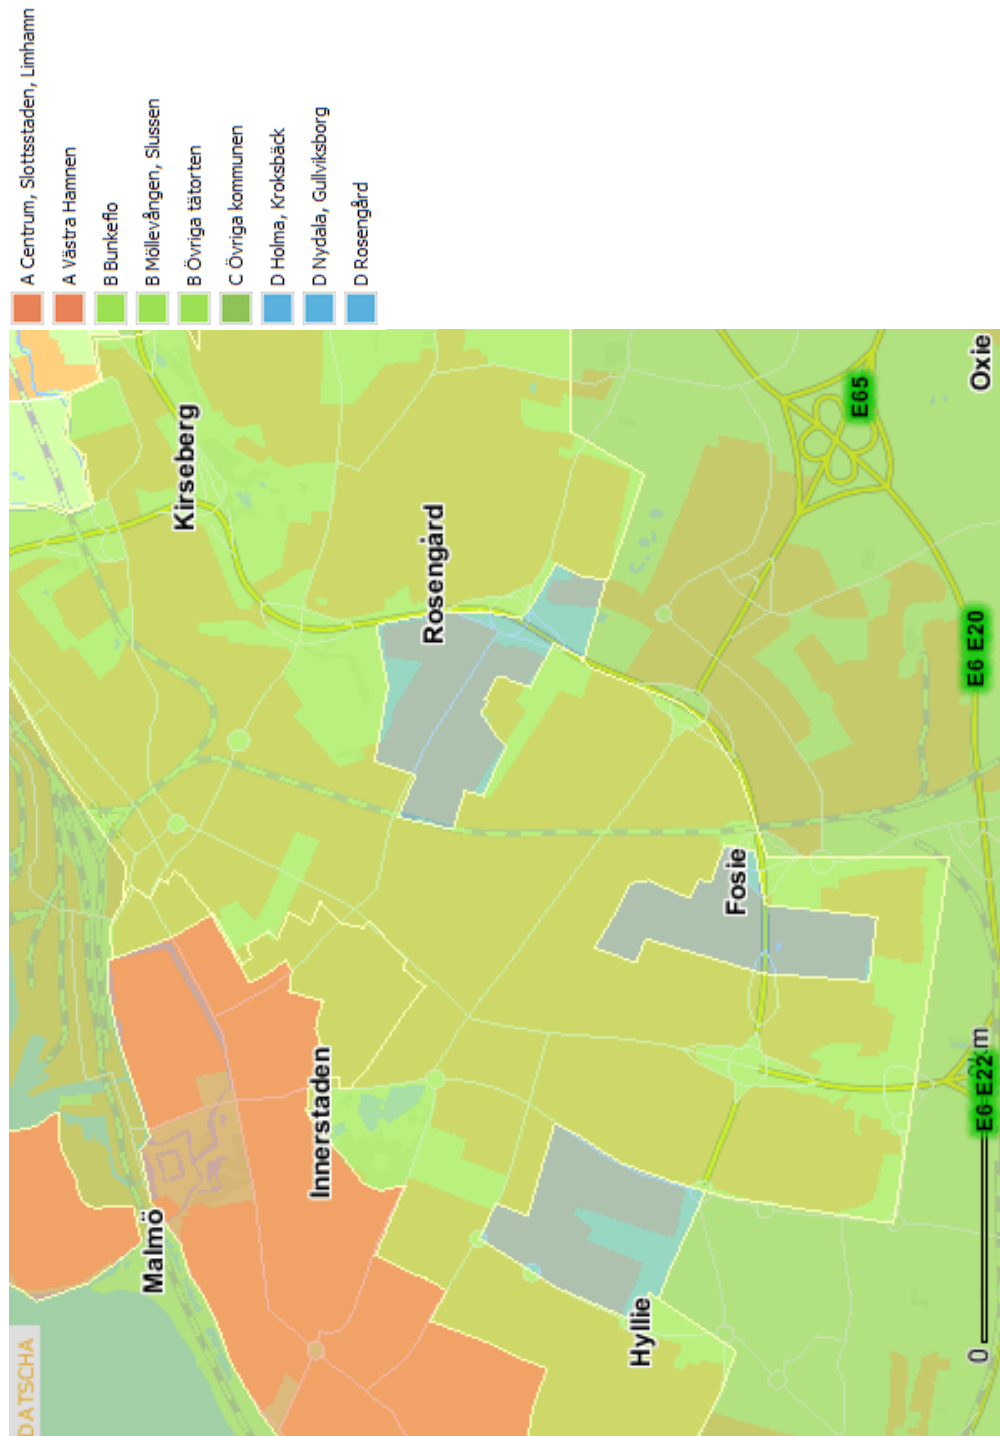 A Centrum, Slottsstaden, Limhamn
A Västra Hamnen
B Bunkeflo
B Möllevången, Slussen
B Övriga tätorten
C Övriga kommunen
D Holma, Kroksbäck
D Nydala, Gullviksborg
D Rosengård
DATSCHA
Malmö
Kirseberg
Innerstaden
Rosengård
Hyllie
Fosie
E65
E6 E20
E6 E22
Oxie
0
km